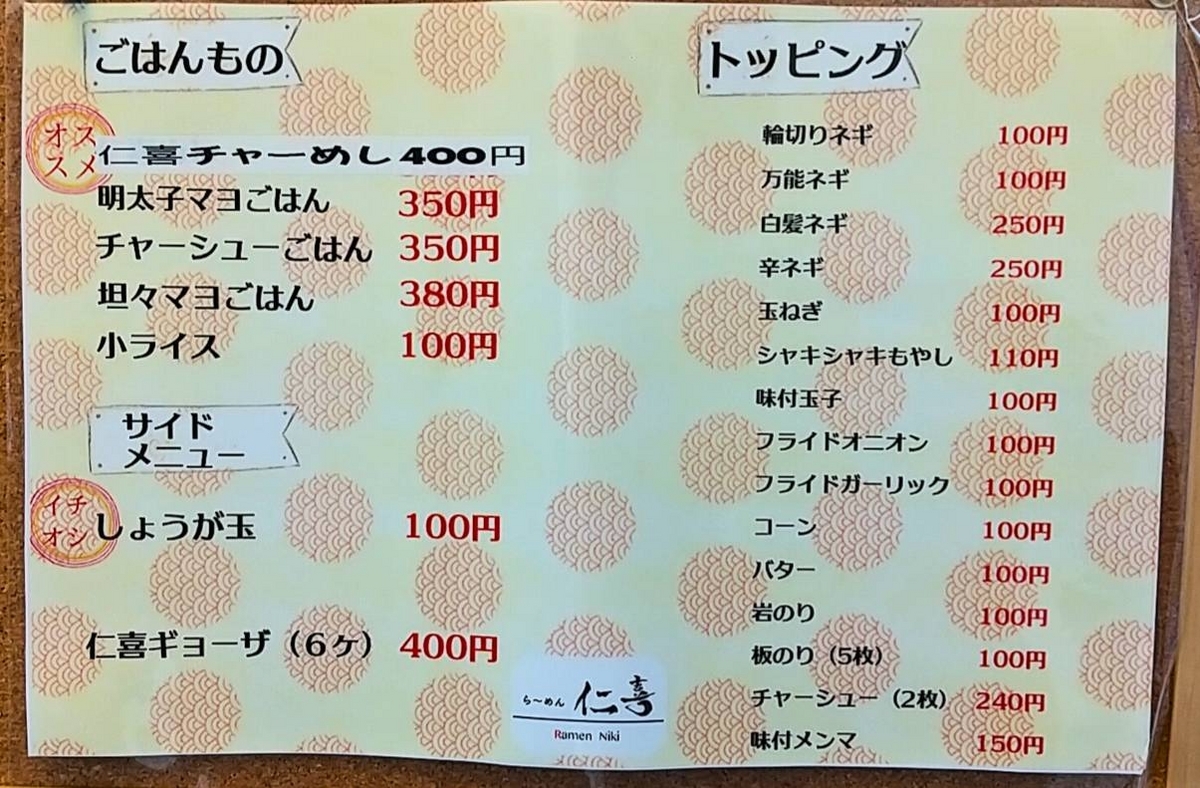 ごはんもの
オス
スメ
仁喜チャーめし 400円
明太子マヨごはん 350円
チャーシューごはん 350円
坦々マヨごはん 380円
小ライス 100円
サイド
メニュー
イチ
オシ
しょうが玉 100円
仁喜ギョーザ（6ヶ） 400円
ら～めん 仁喜
Ramen Niki
トッピング
輪切りネギ 100円
万能ネギ 100円
白髪ネギ 250円
辛ネギ 250円
玉ねぎ 100円
シャキシャキもやし 110円
味付玉子 100円
フライドオニオン 100円
フライドガーリック 100円
コーン 100円
バター 100円
岩のり 100円
板のり（5枚） 100円
チャーシュー（2枚） 240円
味付メンマ 150円